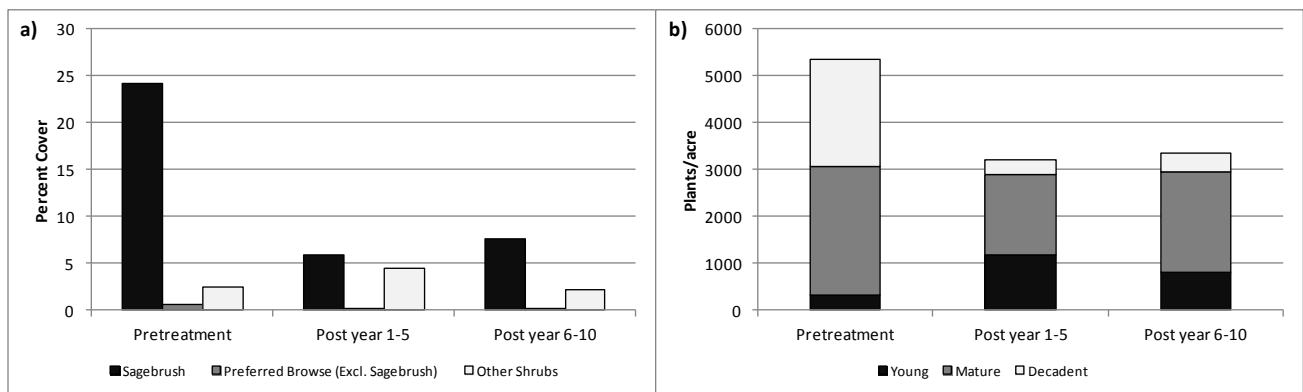 a)
30
25
20
15
10
5
0
Percent Cover
Pretreatment Post year 1-5 Post year 6-10
Sagebrush Preferred Browse (Excl. Sagebrush) Other Shrubs
b)
6000
5000
4000
3000
2000
1000
0
Plants/acre
Pretreatment Post year 1-5 Post year 6-10
Young Mature Decadent